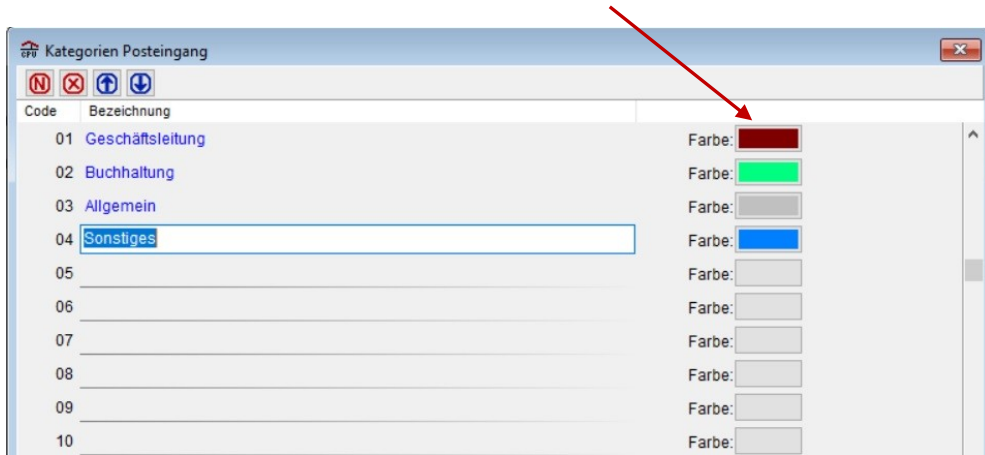 Kategorien Posteingang
N
Code Bezeichnung
01 Geschäftsleitung Farbe:
02 Buchhaltung Farbe:
03 Allgemein Farbe:
04 Sonstiges Farbe:
05 Farbe:
06 Farbe:
07 Farbe:
08 Farbe:
09 Farbe:
10 Farbe: